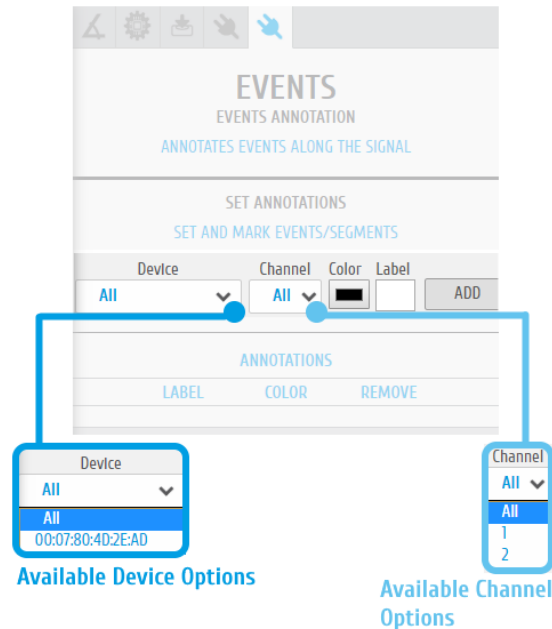 EVENTS
EVENTS ANNOTATION
ANNOTATES EVENTS ALONG THE SIGNAL
SET ANNOTATIONS
SET AND MARK EVENTS/SEGMENTS
Device Channel Color Label
All All ADD
ANNOTATIONS
LABEL COLOR REMOVE
Device
All
All
00:07:80:4D:2E:AD
Available Device Options
Channel
All
All
1
2
Available Channel
Options